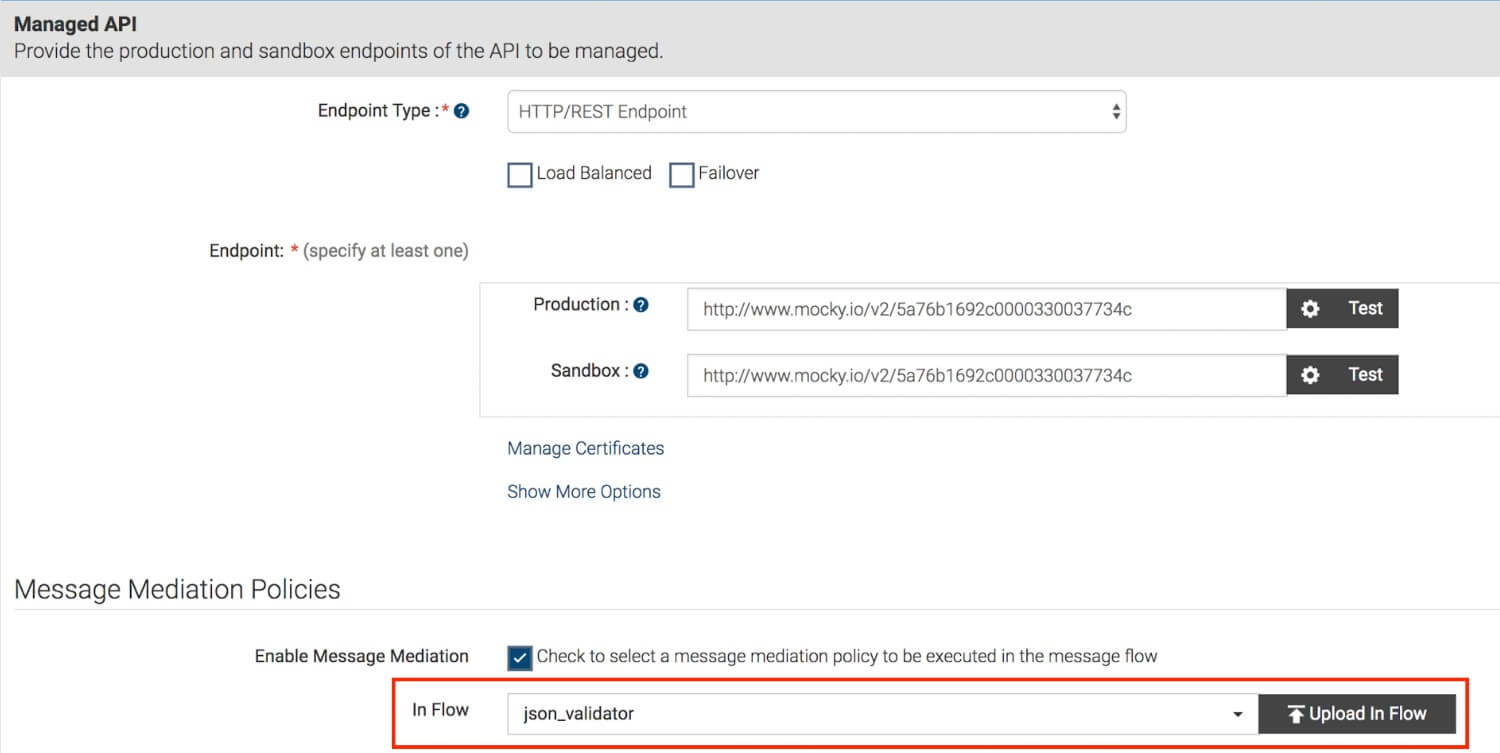 Managed API
Provide the production and sandbox endpoints of the API to be managed.
Endpoint Type :* ? HTTP/REST Endpoint
Load Balanced Failover
Endpoint: * (specify at least one)
Production : ? http://www.mocky.io/v2/5a76b1692c0000330037734c Test
Sandbox : ? http://www.mocky.io/v2/5a76b1692c0000330037734c Test
Manage Certificates
Show More Options
Message Mediation Policies
Enable Message Mediation Check to select a message mediation policy to be executed in the message flow
In Flow json_validator Upload In Flow